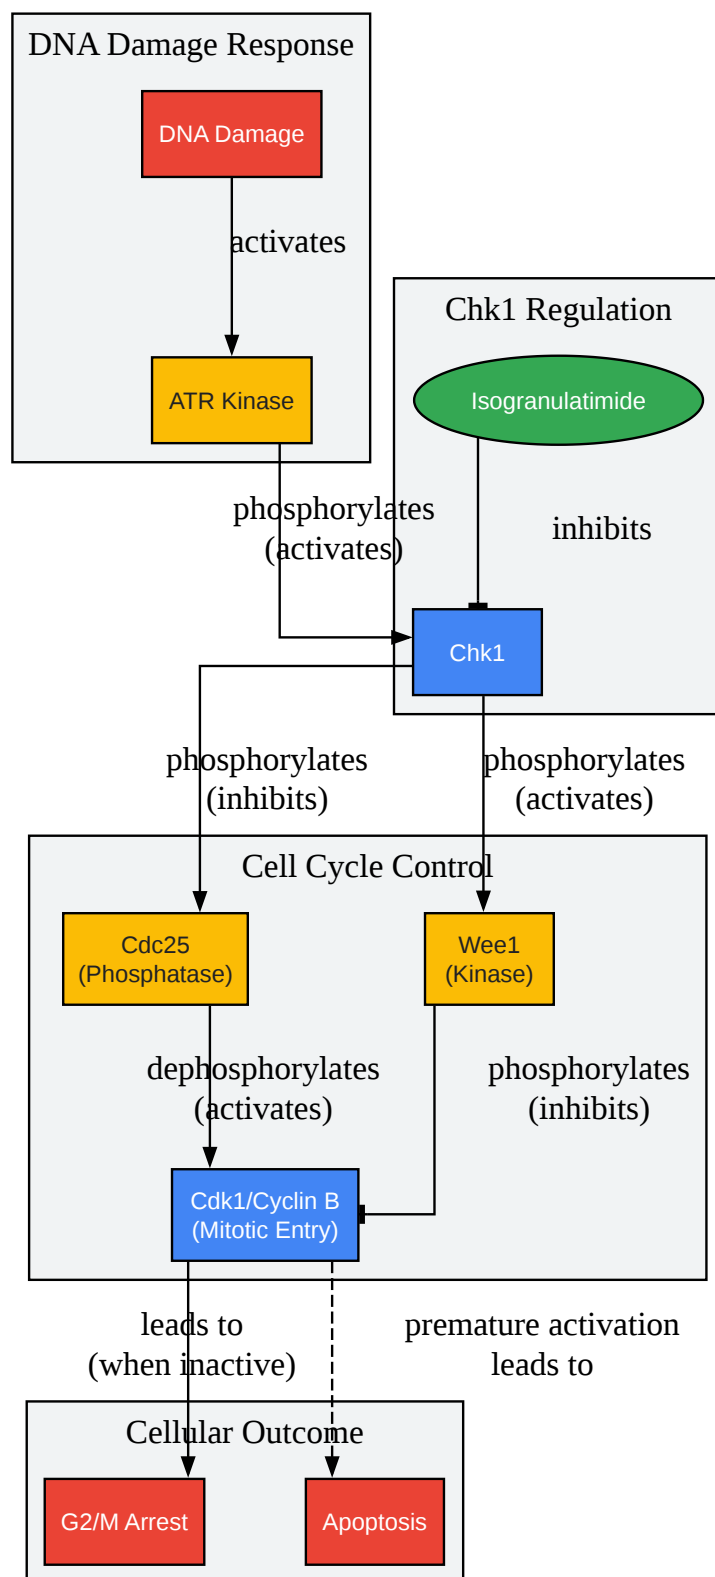 DNA Damage Response
DNA Damage
activates
Chk1 Regulation
ATR Kinase
Isogranulatimide
phosphorylates
(activates)
inhibits
Chk1
phosphorylates
(inhibits)
phosphorylates
(activates)
Cell Cycle Control
Cdc25
(Phosphatase)
Wee1
(Kinase)
dephosphorylates
(activates)
phosphorylates
(inhibits)
Cdk1/Cyclin B
(Mitotic Entry)
leads to
(when inactive)
premature activation
leads to
Cellular Outcome
G2/M Arrest
Apoptosis